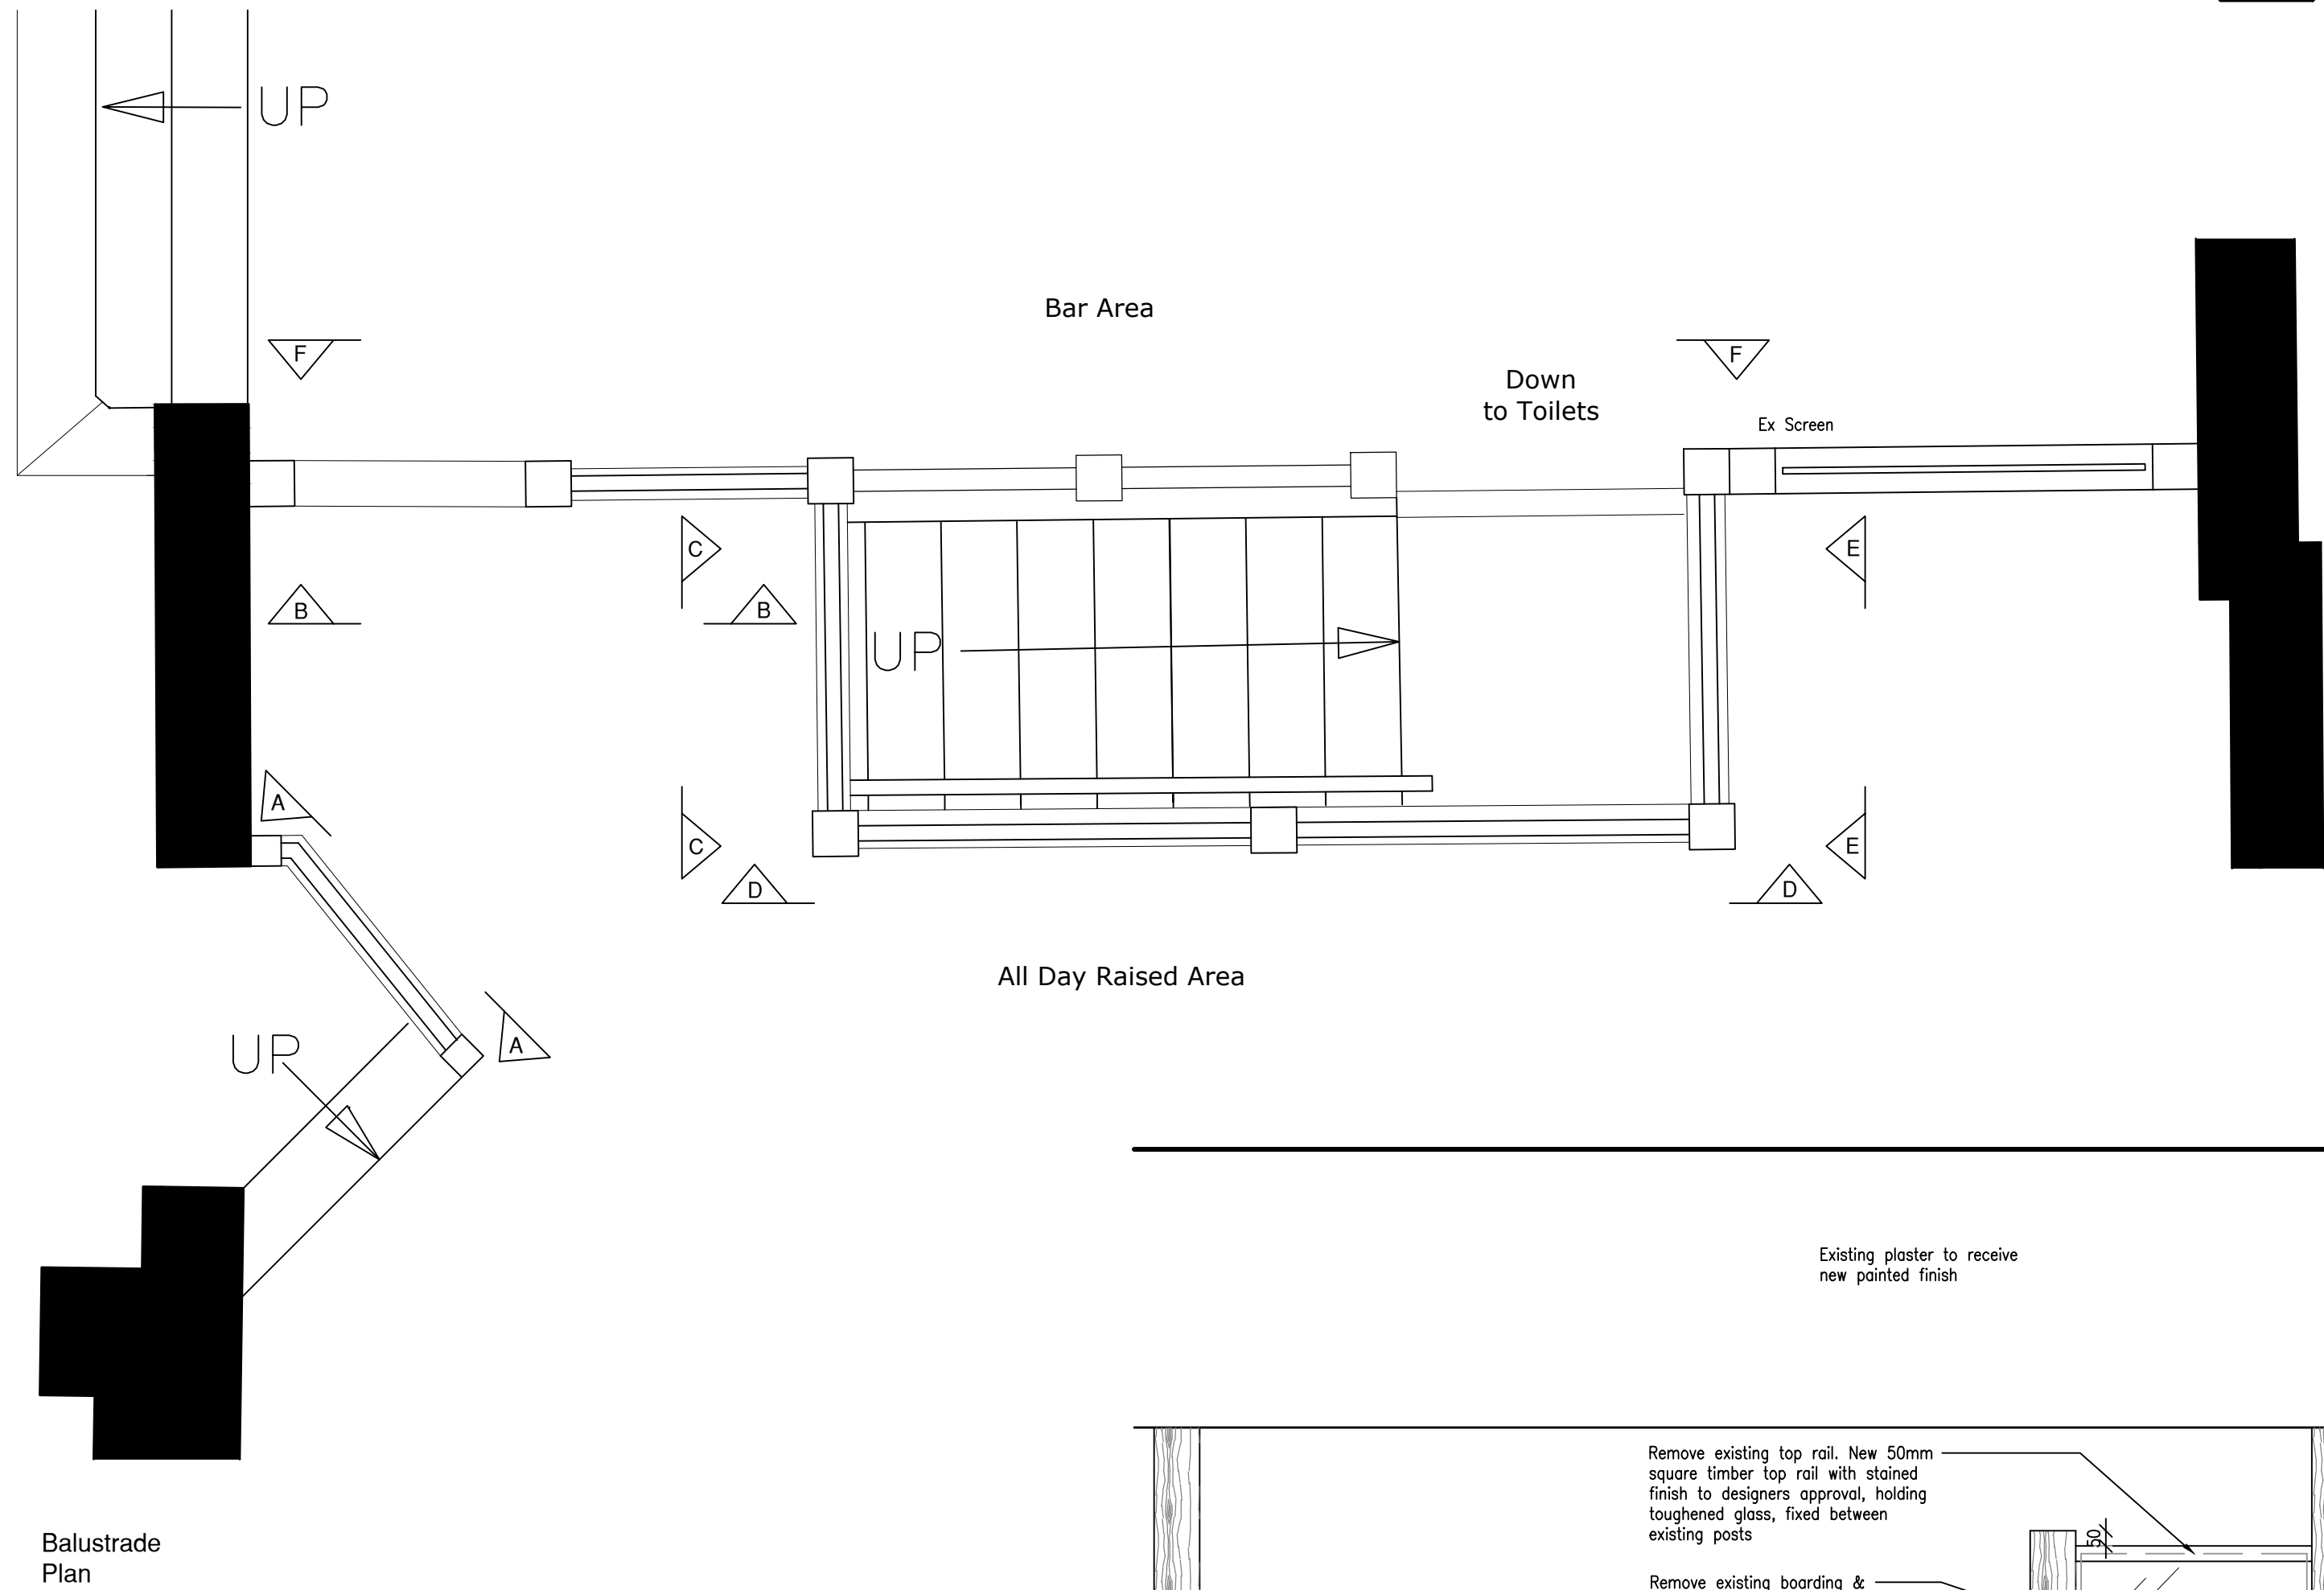 UP
Bar Area
F
F
Down
to Toilets
Ex Screen
C
E
B
B
UP
A
C
E
D
D
All Day Raised Area
UP
A
Existing plaster to receive
new painted finish
Remove existing top rail. New 50mm
square timber top rail with stained
finish to designers approval, holding
toughened glass, fixed between
existing posts
50
Remove existing boarding &
Balustrade
Plan